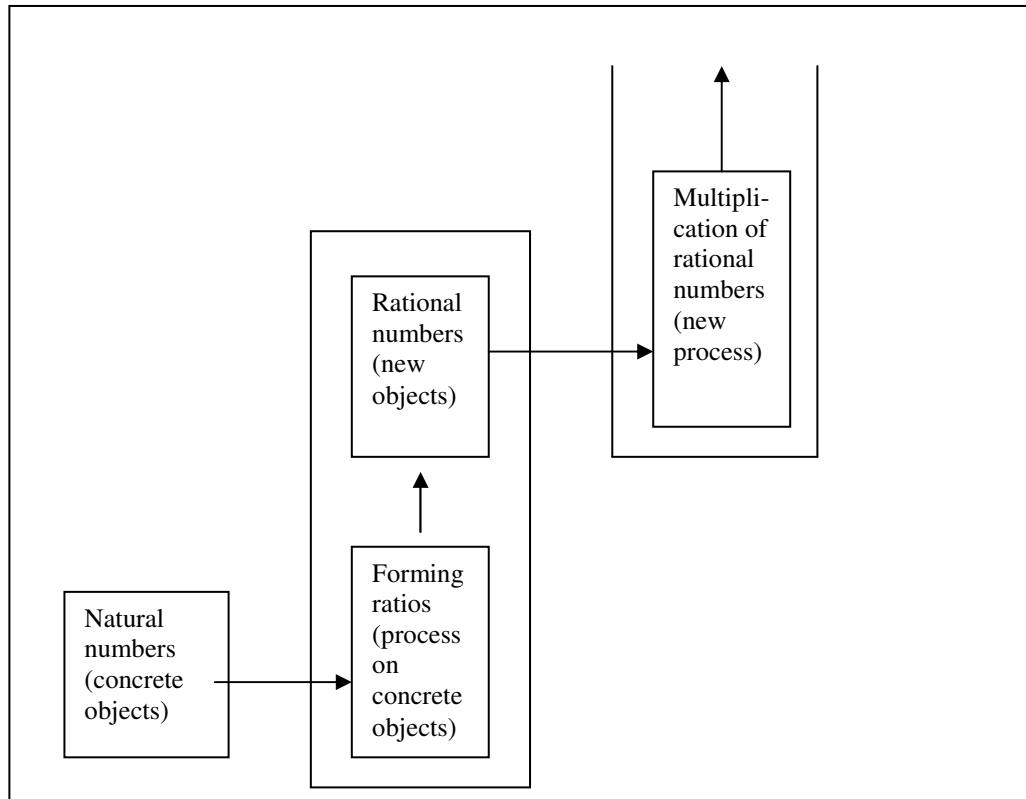 Multipli-
cation of
rational
numbers
(new
process)
Rational
numbers
(new
objects)
Forming
ratios
(process
on
concrete
objects)
Natural
numbers
(concrete
objects)